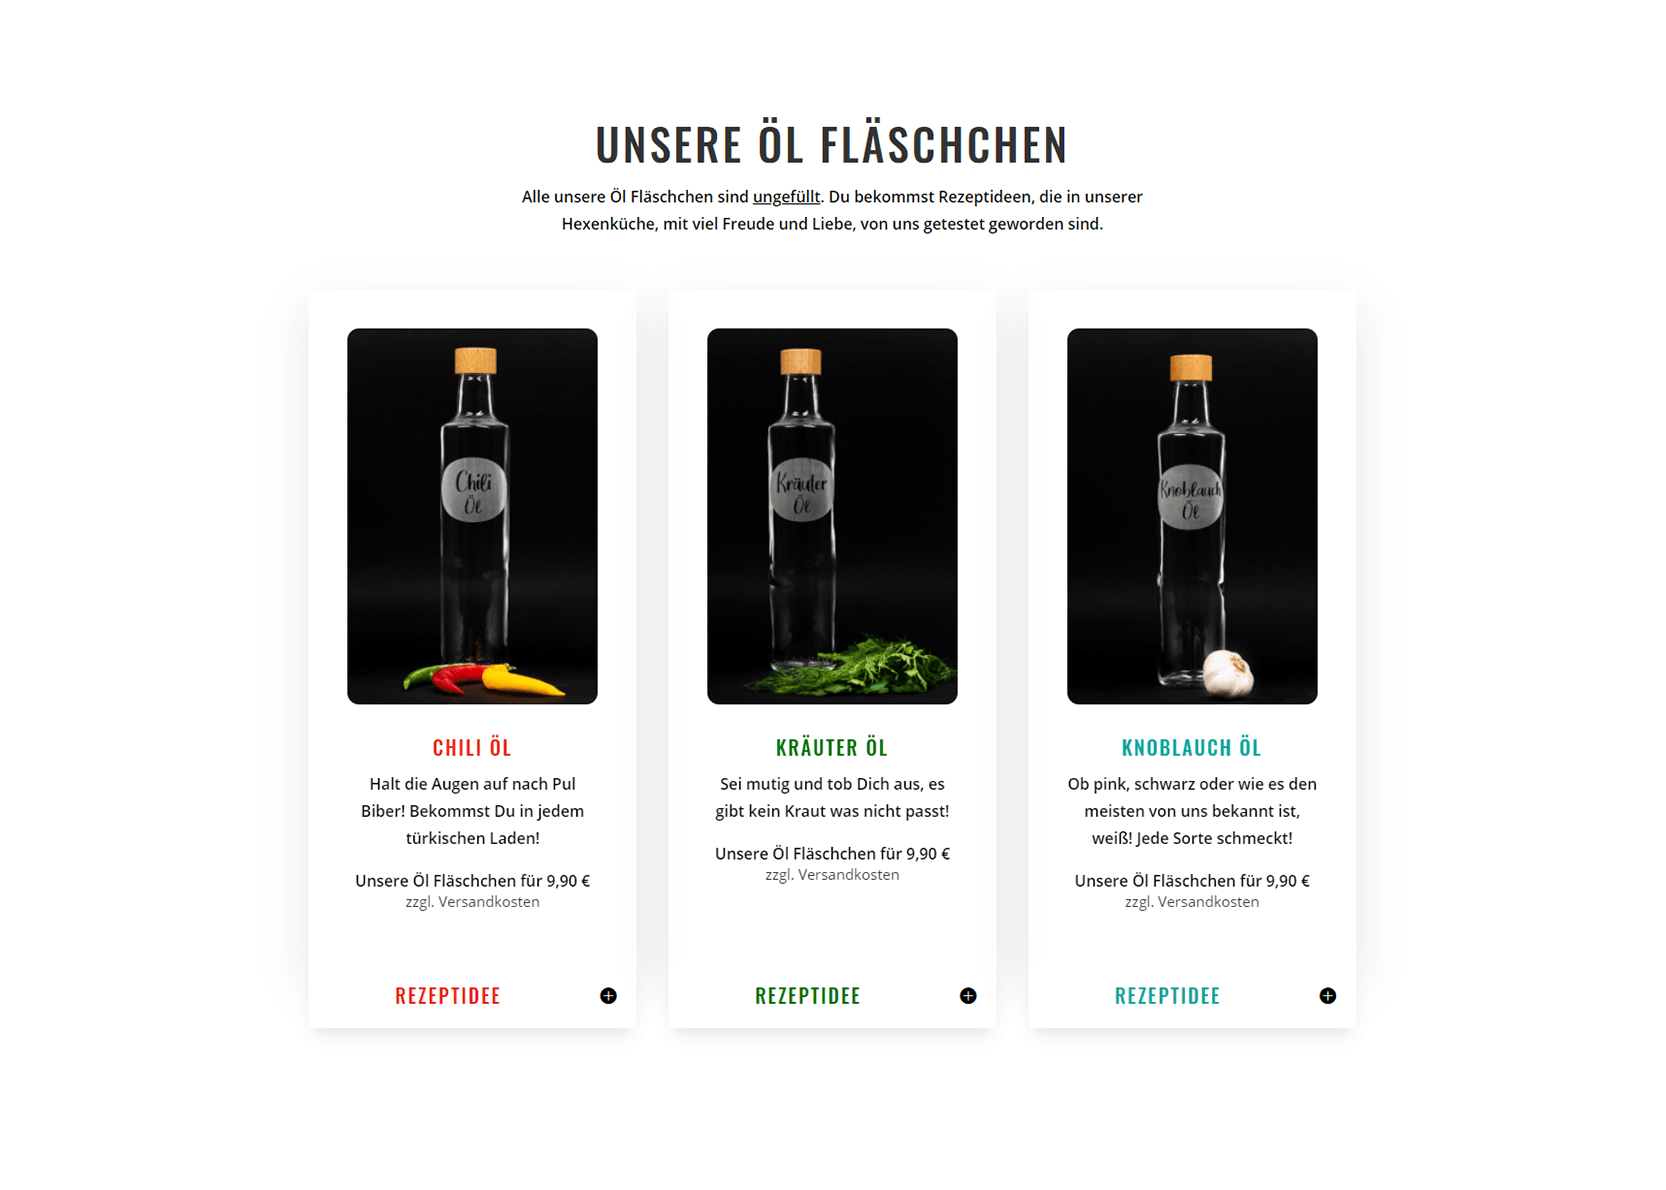 UNSERE ÖL FLÄSCHCHEN
Alle unsere Öl Fläschchen sind ungefüllt. Du bekommst Rezeptideen, die in unserer
Hexenküche, mit viel Freude und Liebe, von uns getestet geworden sind.
Chili
Öl
CHILI ÖL
Halt die Augen auf nach Pul
Biber! Bekommst Du in jedem
türkischen Laden!
Unsere Öl Fläschchen für 9,90 €
zzgl. Versandkosten
REZEPTIDEE
Kräuter
Öl
KRÄUTER ÖL
Sei mutig und tob Dich aus, es
gibt kein Kraut was nicht passt!
Unsere Öl Fläschchen für 9,90 €
zzgl. Versandkosten
REZEPTIDEE
Knoblauch
Öl
KNOBLAUCH ÖL
Ob pink, schwarz oder wie es den
meisten von uns bekannt ist,
weiß! Jede Sorte schmeckt!
Unsere Öl Fläschchen für 9,90 €
zzgl. Versandkosten
REZEPTIDEE